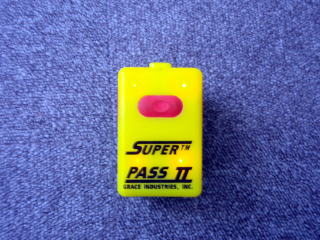 SUPER™
PASS II
GRACE INDUSTRIES, INC.